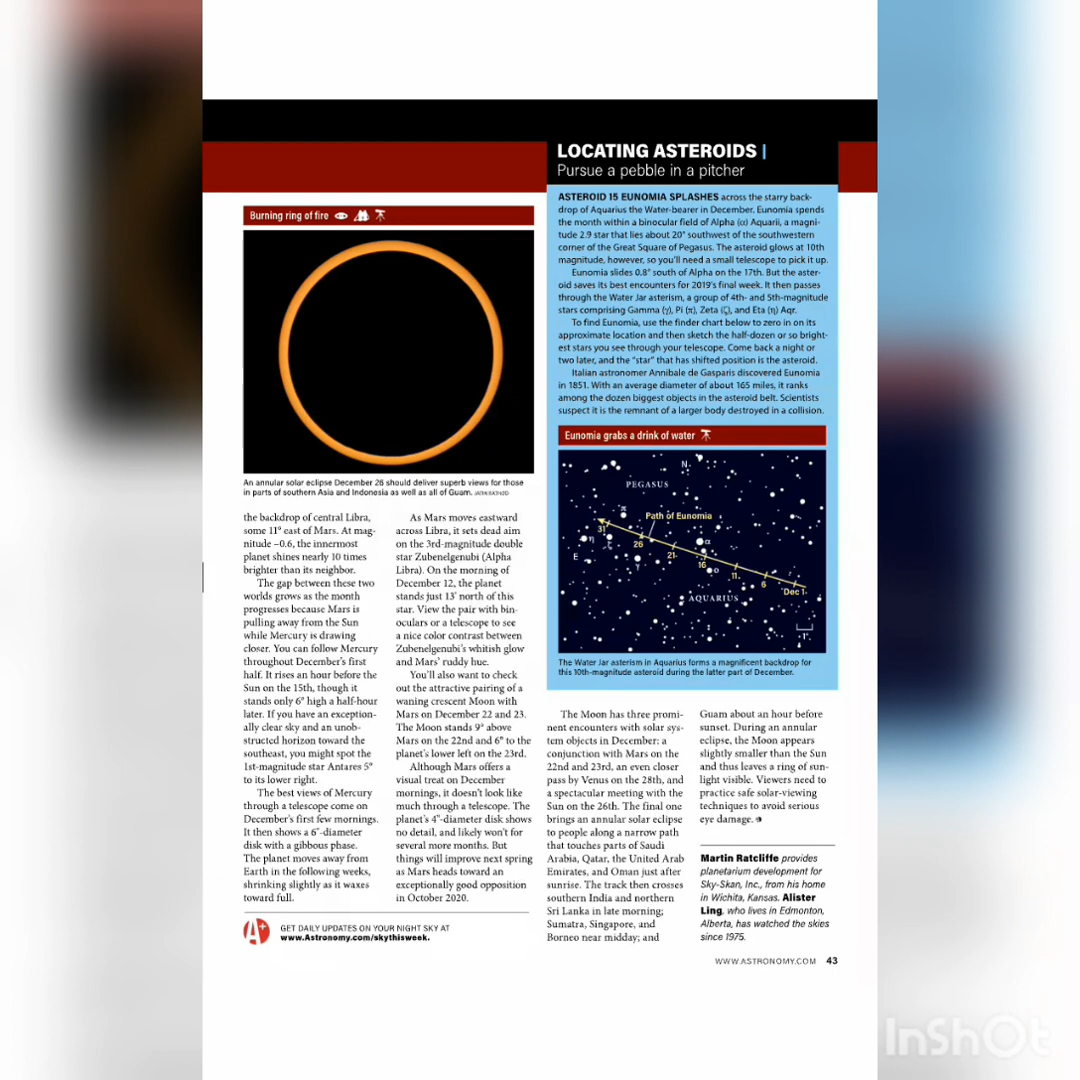 LOCATING ASTEROIDS |
Pursue a pebble in a pitcher
ASTEROID 15 EUNOMIA SPLASHES across the starry back-
drop of Aquarius the Water-bearer in December. Eunomia spends
the month within a binocular field of Alpha (α) Aquarii, a magni-
tude 2.9 star that lies about 20° southwest of the southwestern
corner of the Great Square of Pegasus. The asteroid glows at 10th
magnitude, however, so you'll need a small telescope to pick it up.
Eunomia slides 0.8° south of Alpha on the 17th. But the aster-
oid saves its best encounters for 2019's final week. It then passes
through the Water Jar asterism, a group of 4th- and 5th-magnitude
stars comprising Gamma (γ), Pi (π), Zeta (ζ), and Eta (η) Aqr.
To find Eunomia, use the finder chart below to zero in on its
approximate location and then sketch the half-dozen or so bright-
est stars you see through your telescope. Come back a night or
two later, and the “star” that has shifted position is the asteroid.
Italian astronomer Annibale de Gasparis discovered Eunomia
in 1851. With an average diameter of about 165 miles, it ranks
among the dozen biggest objects in the asteroid belt. Scientists
suspect it is the remnant of a larger body destroyed in a collision.
Eunomia grabs a drink of water
N
PEGASUS
π
Path of Eunomia
31
η
ζ
26
α
E
21
γ
16
ο
11
6
Dec 1
AQUARIUS
1°
The Water Jar asterism in Aquarius forms a magnificent backdrop for
this 10th-magnitude asteroid during the latter part of December.
Burning ring of fire
An annular solar eclipse December 26 should deliver superb views for those
in parts of southern Asia and Indonesia as well as all of Guam. JATIN RATHOD
the backdrop of central Libra,
some 11° east of Mars. At mag-
nitude –0.6, the innermost
planet shines nearly 10 times
brighter than its neighbor.
The gap between these two
worlds grows as the month
progresses because Mars is
pulling away from the Sun
while Mercury is drawing
closer. You can follow Mercury
throughout December's first
half. It rises an hour before the
Sun on the 15th, though it
stands only 6° high a half-hour
later. If you have an exception-
ally clear sky and an unob-
structed horizon toward the
southeast, you might spot the
1st-magnitude star Antares 5°
to its lower right.
The best views of Mercury
through a telescope come on
December's first few mornings.
It then shows a 6"-diameter
disk with a gibbous phase.
The planet moves away from
Earth in the following weeks,
shrinking slightly as it waxes
toward full.
As Mars moves eastward
across Libra, it sets dead aim
on the 3rd-magnitude double
star Zubenelgenubi (Alpha
Libra). On the morning of
December 12, the planet
stands just 13' north of this
star. View the pair with bin-
oculars or a telescope to see
a nice color contrast between
Zubenelgenubi's whitish glow
and Mars' ruddy hue.
You'll also want to check
out the attractive pairing of a
waning crescent Moon with
Mars on December 22 and 23.
The Moon stands 9° above
Mars on the 22nd and 6° to the
planet's lower left on the 23rd.
Although Mars offers a
visual treat on December
mornings, it doesn't look like
much through a telescope. The
planet's 4"-diameter disk shows
no detail, and likely won't for
several more months. But
things will improve next spring
as Mars heads toward an
exceptionally good opposition
in October 2020.
The Moon has three promi-
nent encounters with solar sys-
tem objects in December: a
conjunction with Mars on the
22nd and 23rd, an even closer
pass by Venus on the 28th, and
a spectacular meeting with the
Sun on the 26th. The final one
brings an annular solar eclipse
to people along a narrow path
that touches parts of Saudi
Arabia, Qatar, the United Arab
Emirates, and Oman just after
sunrise. The track then crosses
southern India and northern
Sri Lanka in late morning;
Sumatra, Singapore, and
Borneo near midday; and
Guam about an hour before
sunset. During an annular
eclipse, the Moon appears
slightly smaller than the Sun
and thus leaves a ring of sun-
light visible. Viewers need to
practice safe solar-viewing
techniques to avoid serious
eye damage.
Martin Ratcliffe provides
planetarium development for
Sky-Skan, Inc., from his home
in Wichita, Kansas. Alister
Ling, who lives in Edmonton,
Alberta, has watched the skies
since 1975.
A+
GET DAILY UPDATES ON YOUR NIGHT SKY AT
www.Astronomy.com/skythisweek.
WWW.ASTRONOMY.COM 43
InShOt